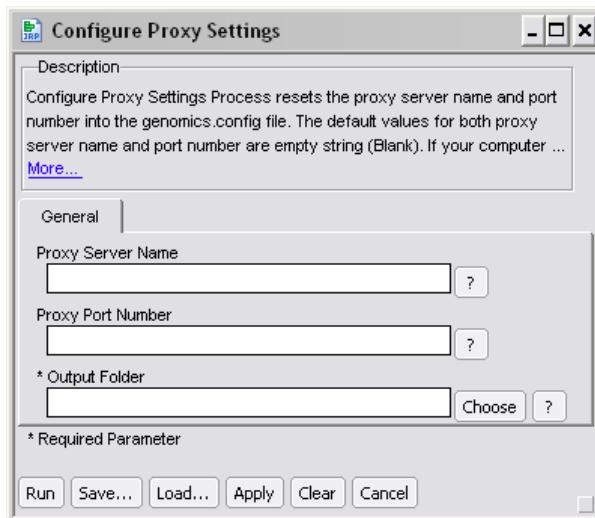 JRP Configure Proxy Settings
Description
Configure Proxy Settings Process resets the proxy server name and port
number into the genomics.config file. The default values for both proxy
server name and port number are empty string (Blank). If your computer ...
More...
General
Proxy Server Name
?
Proxy Port Number
?
* Output Folder
Choose ?
* Required Parameter
Run Save... Load... Apply Clear Cancel